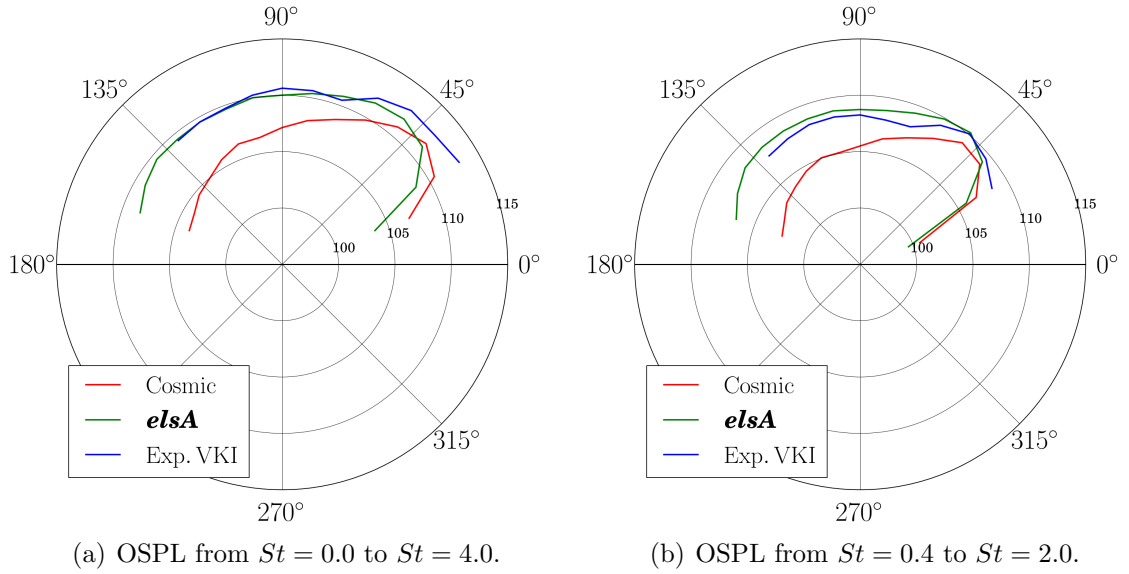 90°
135°
45°
180°
0°
100
105
110
115
315°
270°
Cosmic
elsA
Exp. VKI
(a) OSPL from St = 0.0 to St = 4.0.
90°
135°
45°
180°
0°
100
105
110
115
315°
270°
Cosmic
elsA
Exp. VKI
(b) OSPL from St = 0.4 to St = 2.0.